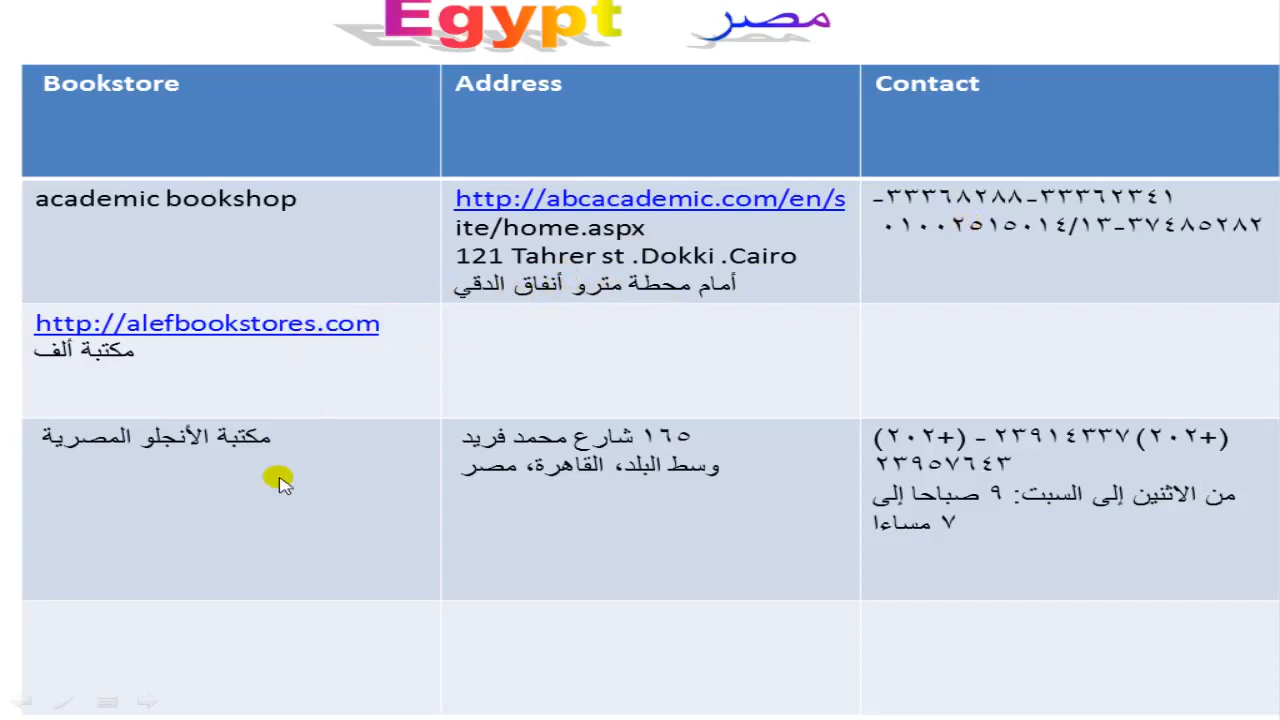 Egypt مصر
Bookstore
Address
Contact
academic bookshop
http://abcacademic.com/en/s
ite/home.aspx
121 Tahrer st .Dokki .Cairo
أمام محطة مترو أنفاق الدقي
٣٣٣٦٨٢٨٨-٣٣٣٦٢٣٤١-
٠١٠٠٢٥١٥٠١٤/١٣-٣٧٤٨٥٢٨٢
http://alefbookstores.com
مكتبة ألف
مكتبة الأنجلو المصرية
١٦٥ شارع محمد فريد
وسط البلد، القاهرة، مصر
(٢٠٢+) ٢٣٩١٤٣٣٧ - (٢٠٢+)
٢٣٩٥٧٦٤٣
من الاثنين إلى السبت: ٩ صباحا إلى
٧ مساءا